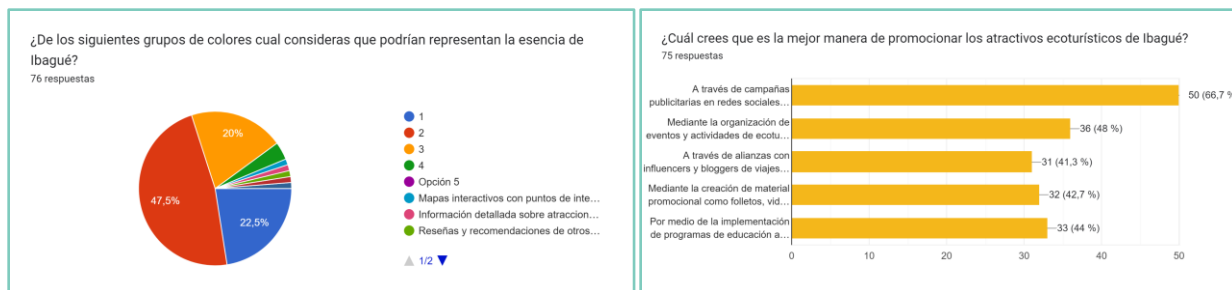 ¿De los siguientes grupos de colores cual consideras que podrían representan la esencia de
Ibagué?
76 respuestas
20%
47,5%
22,5%
1
2
3
4
Opción 5
Mapas interactivos con puntos de inte…
Información detallada sobre atraccion…
Reseñas y recomendaciones de otros…
1/2
¿Cuál crees que es la mejor manera de promocionar los atractivos ecoturísticos de Ibagué?
75 respuestas
A través de campañas
publicitarias en redes sociales…
50 (66,7 %
Mediante la organización de
eventos y actividades de ecotu…
36 (48 %)
A través de alianzas con
influencers y bloggers de viajes…
31 (41,3 %)
Mediante la creación de material
promocional como folletos, vid…
32 (42,7 %)
Por medio de la implementación
de programas de educación a…
33 (44 %)
0
10
20
30
40
50